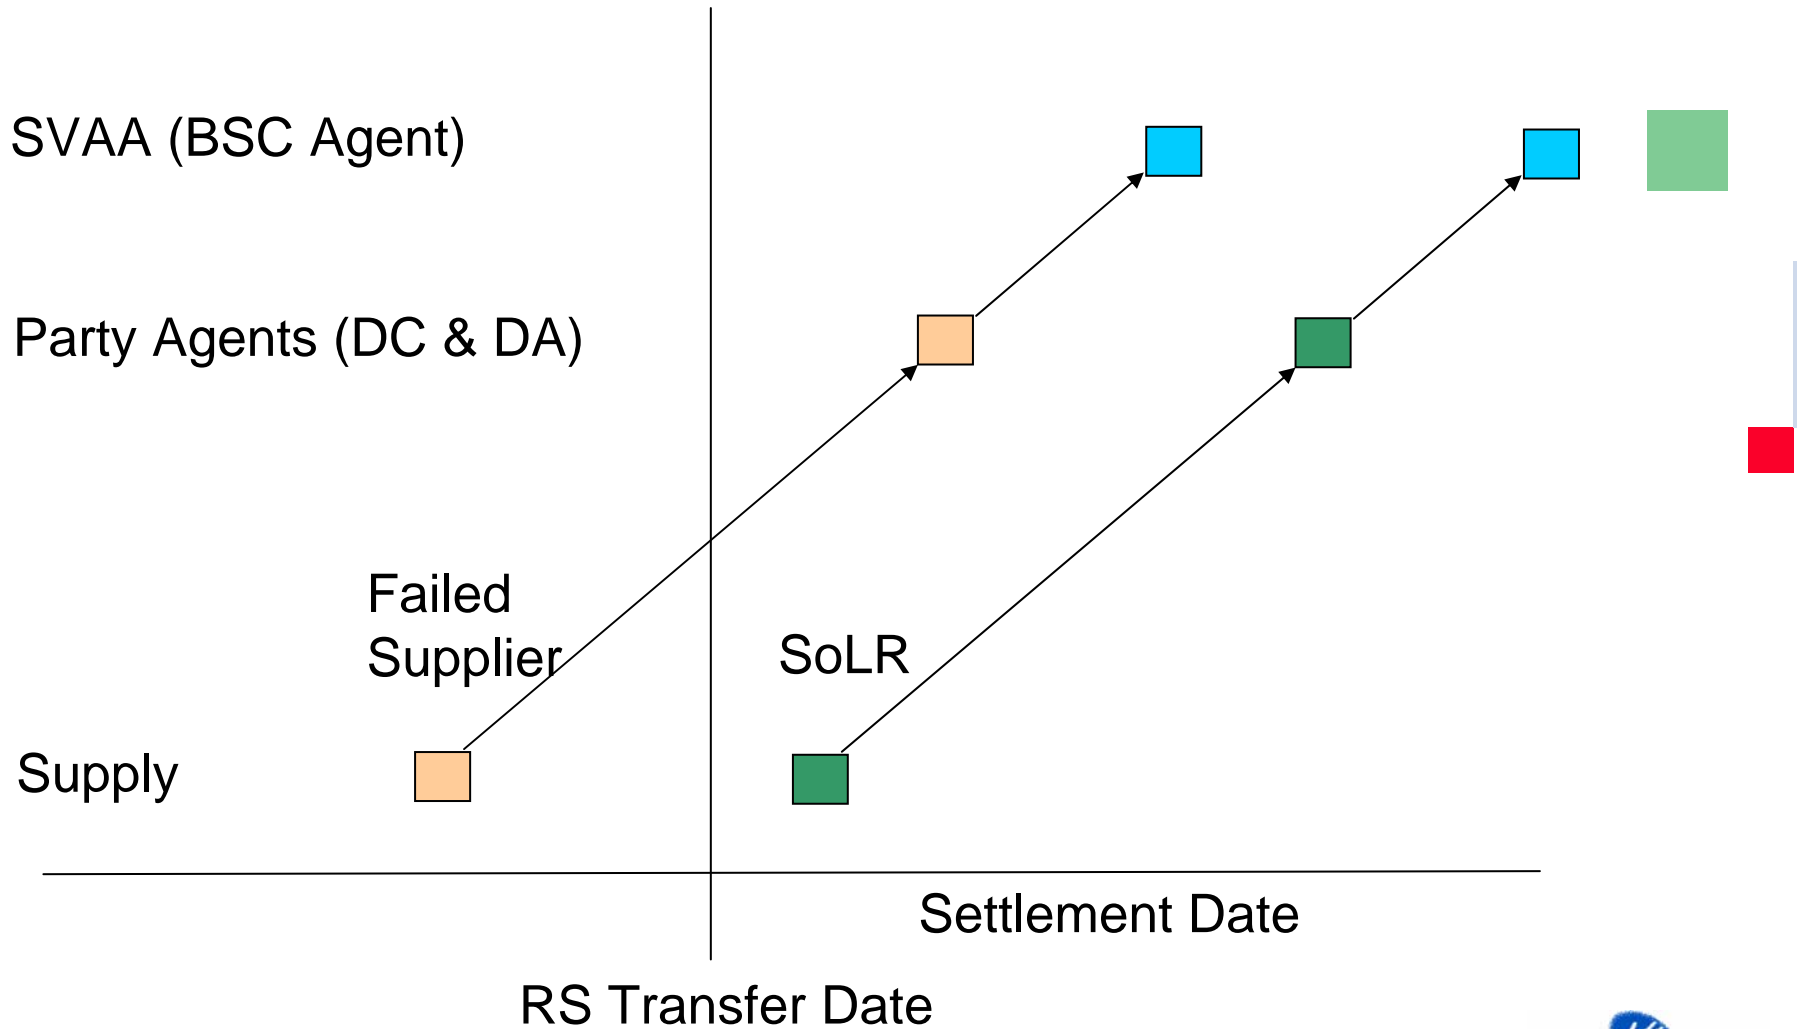 SVAA (BSC Agent)
Party Agents (DC & DA)
Failed
Supplier
SoLR
Supply
Settlement Date
RS Transfer Date